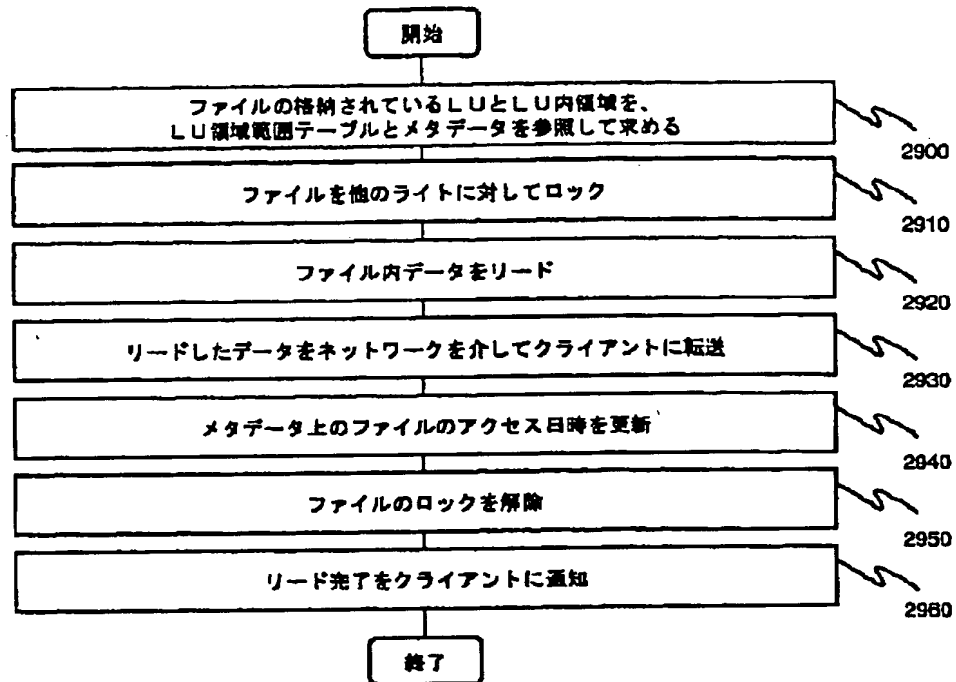 開始
ファイルの格納されているLUとLU内領域を、
LU領域範囲テーブルとメタデータを参照して求める
2900
ファイルを他のライトに対してロック
2910
ファイル内データをリード
2920
リードしたデータをネットワークを介してクライアントに転送
2930
メタデータ上のファイルのアクセス日時を更新
2940
ファイルのロックを解除
2950
リード完了をクライアントに通知
2960
終了